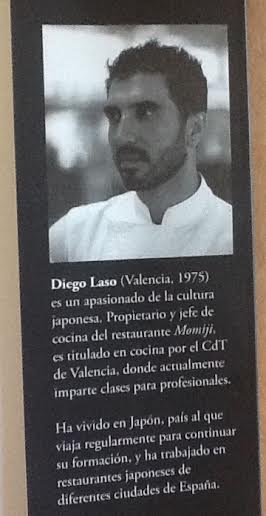 Diego Laso (Valencia, 1975)
es un apasionado de la cultura
japonesa. Propietario y jefe de
cocina del restaurante Momiji,
es titulado en cocina por el CdT
de Valencia, donde actualmente
imparte clases para profesionales.
Ha vivido en Japón, país al que
viaja regularmente para continuar
su formación, y ha trabajado en
restaurantes japoneses de
diferentes ciudades de España.